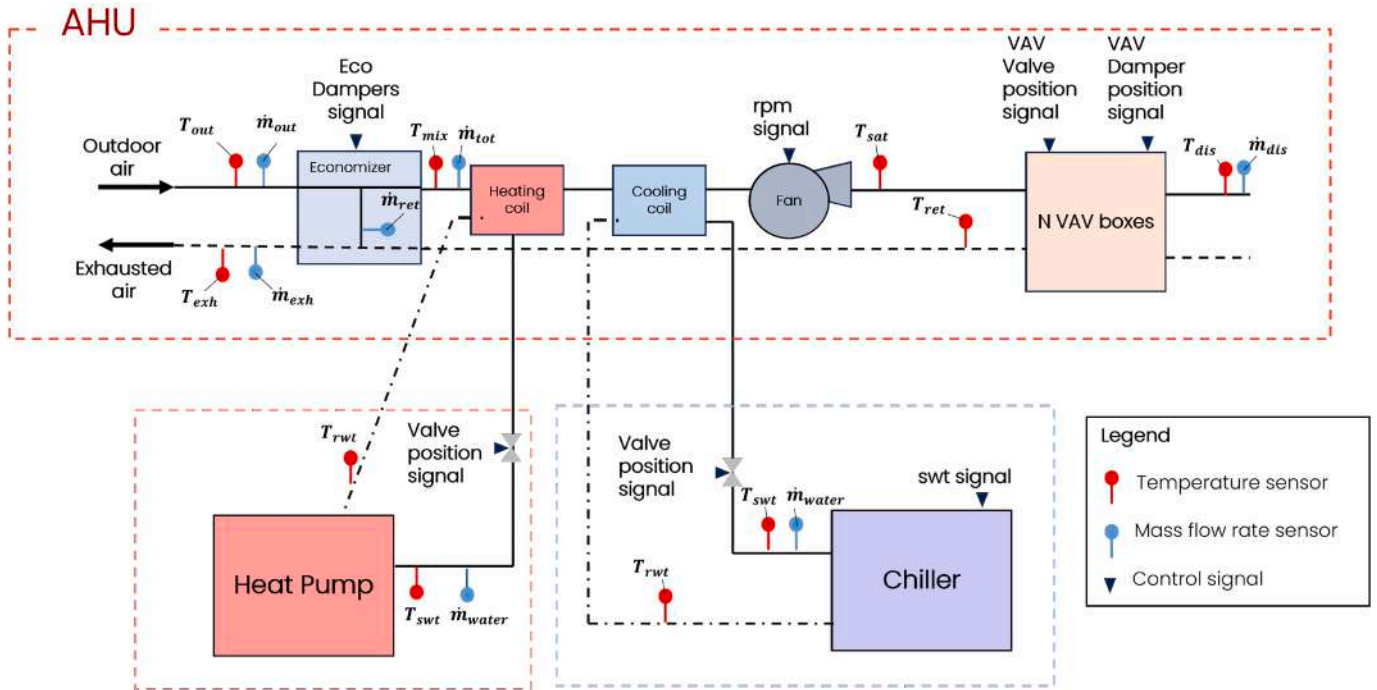 AHU
VAV
Valve
position
signal
VAV
Damper
position
signal
Eco
Dampers
signal
rpm
signal
T_out
ṁ_out
T_mix
ṁ_tot
T_sat
T_dis
ṁ_dis
Outdoor
air
Economizer
Heating
coil
Cooling
coil
Fan
N VAV boxes
ṁ_ret
T_ret
Exhausted
air
T_exh
ṁ_exh
T_rwt
Valve
position
signal
Valve
position
signal
T_swt
ṁ_water
swt signal
Heat Pump
T_swt
ṁ_water
T_rwt
Chiller
Legend
Temperature sensor
Mass flow rate sensor
Control signal